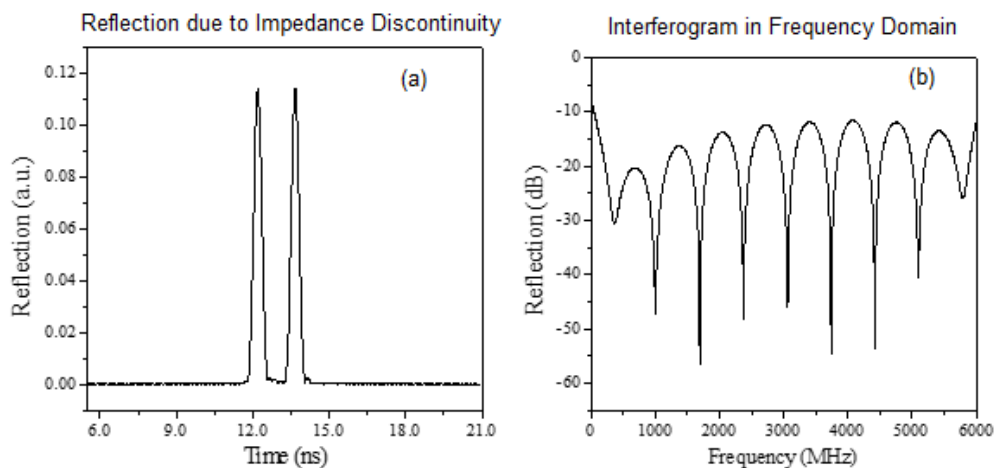 Reflection due to Impedance Discontinuity
(a)
Reflection (a.u.)
0.12
0.10
0.08
0.06
0.04
0.02
0.00
6.0 9.0 12.0 15.0 18.0 21.0
Time (ns)
Interferogram in Frequency Domain
(b)
Reflection (dB)
0
-10
-20
-30
-40
-50
-60
0 1000 2000 3000 4000 5000 6000
Frequency (MHz)